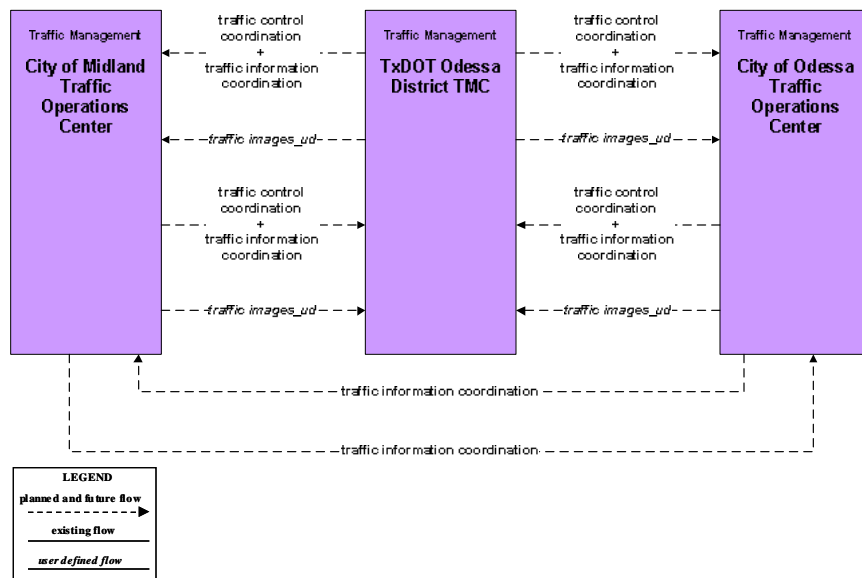 Traffic Management
City of Midland
Traffic
Operations
Center
traffic control
coordination
+
traffic information
coordination
traffic images_ud
traffic control
coordination
+
traffic information
coordination
traffic images_ud
Traffic Management
TxDOT Odessa
District TMC
traffic control
coordination
+
traffic information
coordination
traffic images_ud
traffic control
coordination
+
traffic information
coordination
traffic images_ud
Traffic Management
City of Odessa
Traffic
Operations
Center
traffic information coordination
traffic information coordination
LEGEND
planned and future flow
existing flow
user defined flow